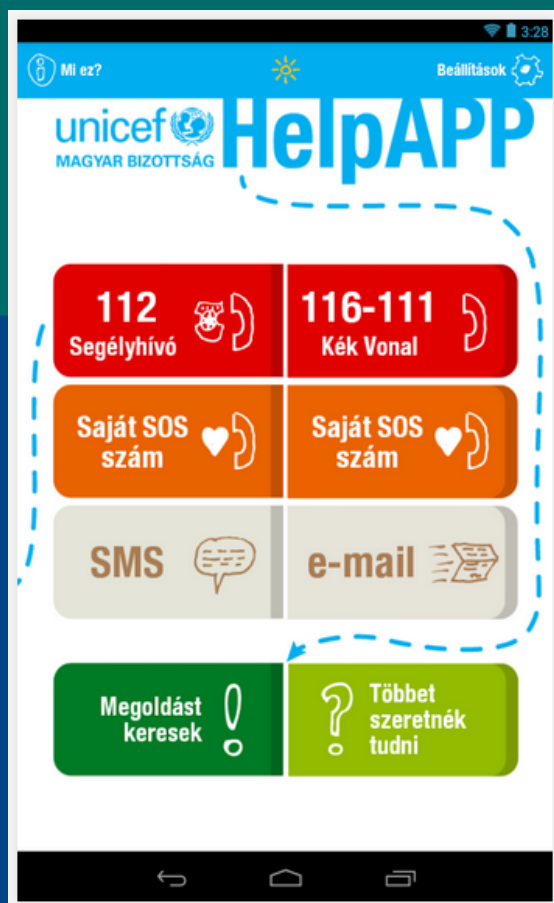 3:28
Mi ez?
Beállítások
unicef HelpAPP
MAGYAR BIZOTTSÁG
112
Segélyhívó
116-111
Kék Vonal
Saját SOS
szám
Saját SOS
szám
SMS
e-mail
Megoldást
keresek
Többet
szeretnék
tudni